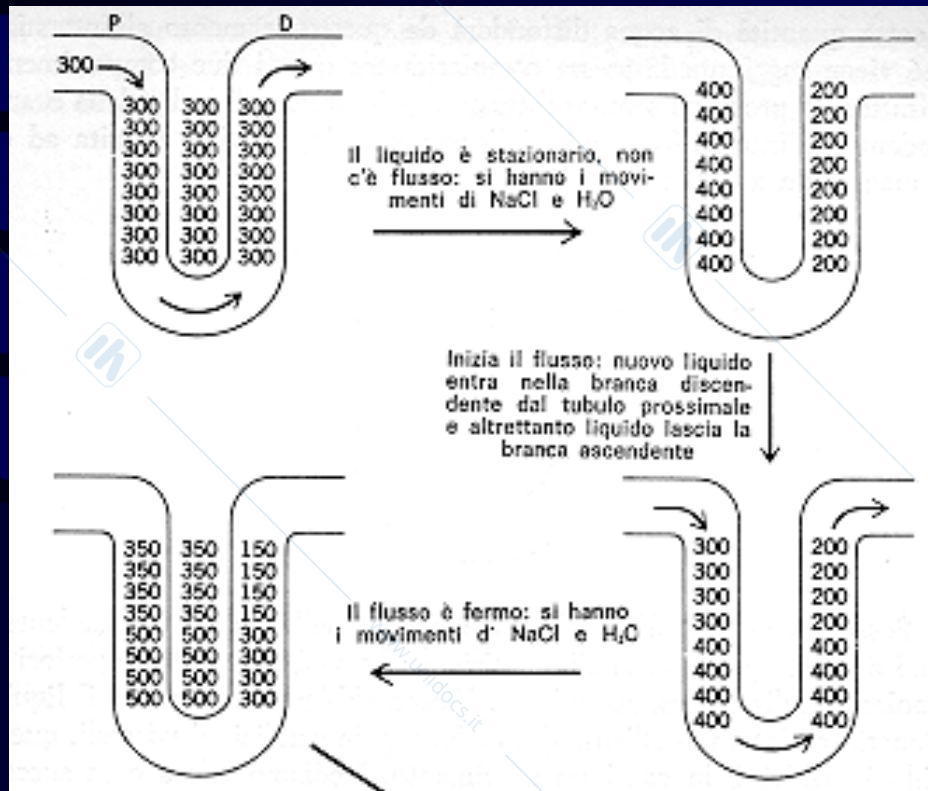 P D
300
300 300 300
300 300 300
300 300 300
300 300 300
300 300 300
300 300 300
300 300 300
300 300 300
Il liquido è stazionario, non
c'è flusso: si hanno i movi-
menti di NaCl e H₂O
400 200
400 200
400 200
400 200
400 200
400 200
400 200
400 200
Inizia il flusso: nuovo liquido
entra nella branca discen-
dente dal tubulo prossimale
e altrettanto liquido lascia la
branca ascendente
300 200
300 200
300 200
300 200
400 400
400 400
400 400
400 400
Il flusso è fermo: si hanno
i movimenti d' NaCl e H₂O
350 350 150
350 350 150
350 350 150
350 350 150
500 500 300
500 500 300
500 500 300
500 500 300
www.unidocs.it